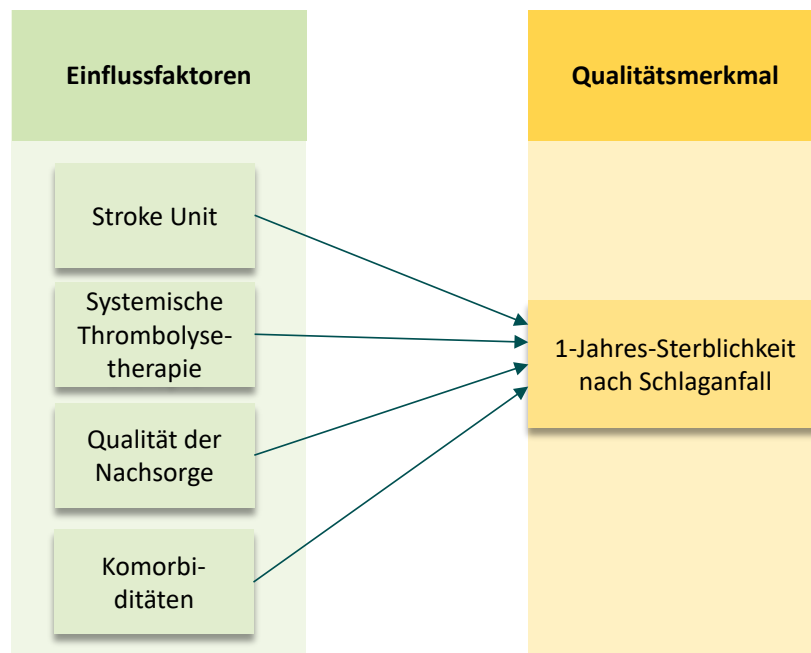 Einflussfaktoren
Qualitätsmerkmal
Stroke Unit
Systemische
Thrombolyse-
therapie
Qualität der
Nachsorge
Komorbi-
ditäten
1-Jahres-Sterblichkeit
nach Schlaganfall